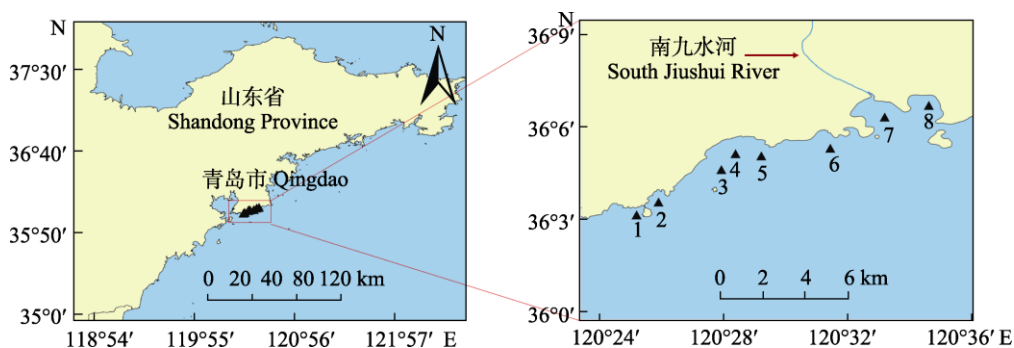 N
37°30′
36°40′
35°50′
35°0′
118°54′
119°55′
120°56′
121°57′ E
N
山东省
Shandong Province
青岛市 Qingdao
0 20 40 80 120 km
N
36°9′
36°6′
36°3′
36°0′
120°24′
120°28′
120°32′
120°36′ E
南九水河
South Jiushui River
1
2
3
4
5
6
7
8
0 2 4 6 km